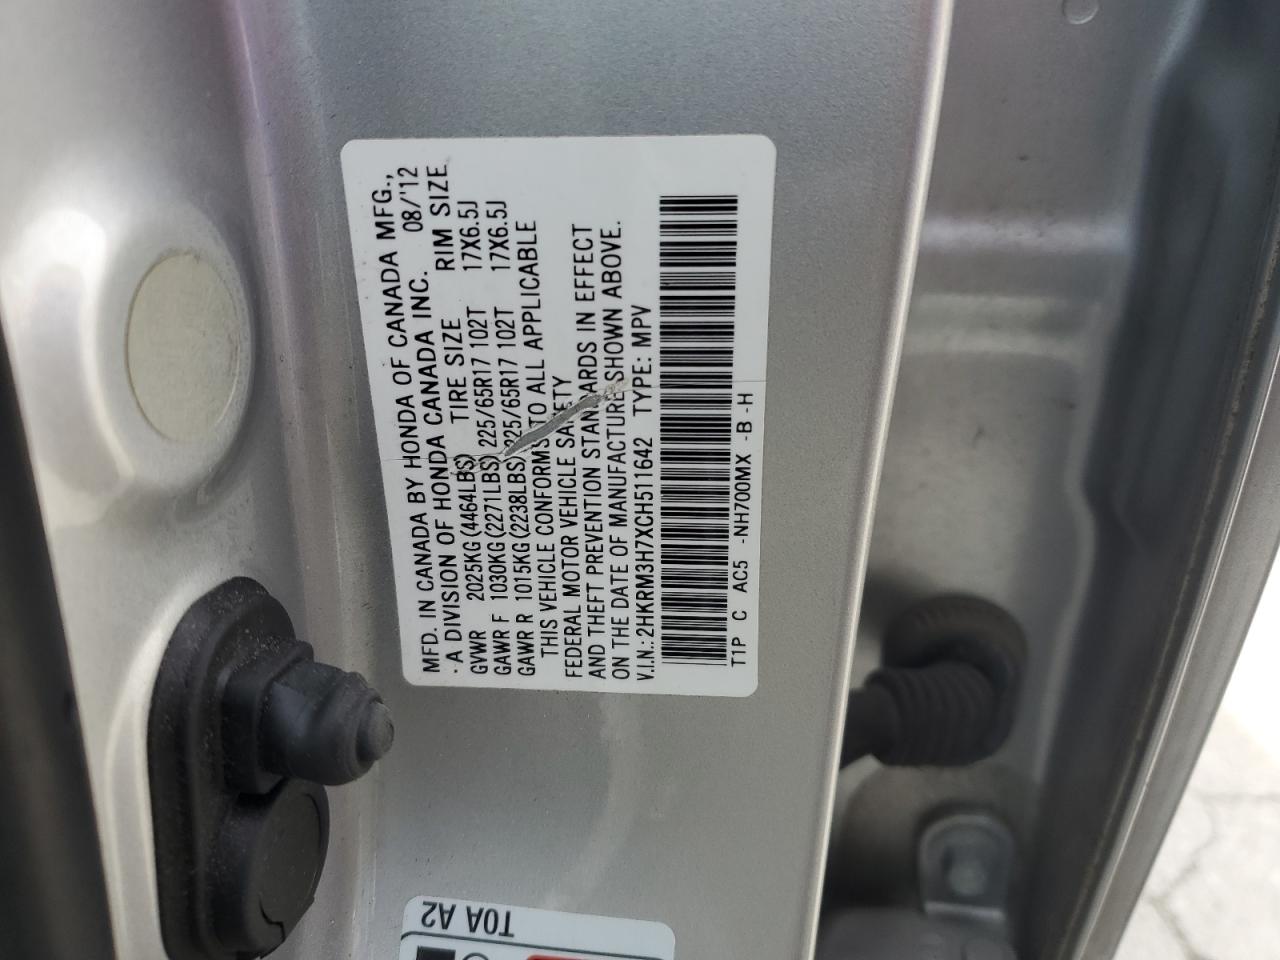 MFD. IN CANADA BY HONDA OF CANADA MFG.,
A DIVISION OF HONDA CANADA INC. 08/'12
TIRE SIZE RIM SIZE
GVWR 2025KG(4464LBS)
GAWR F 1030KG(2271LBS) 225/65R17 102T 17X6.5J
GAWR R 1015KG(2238LBS) 225/65R17 102T 17X6.5J
THIS VEHICLE CONFORMS TO ALL APPLICABLE
FEDERAL MOTOR VEHICLE SAFETY
AND THEFT PREVENTION STANDARDS IN EFFECT
ON THE DATE OF MANUFACTURE SHOWN ABOVE.
V.I.N.:2HKRM3H7XCH511642 TYPE: MPV
T1P C AC5 -NH700MX -B -H
T0A A2